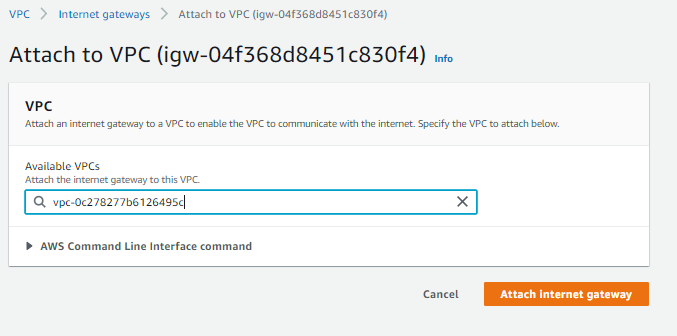 VPC > Internet gateways > Attach to VPC (igw-04f368d8451c830f4)
Attach to VPC (igw-04f368d8451c830f4) Info
VPC
Attach an internet gateway to a VPC to enable the VPC to communicate with the internet. Specify the VPC to attach below.
Available VPCs
Attach the internet gateway to this VPC.
vpc-0c278277b6126495c
AWS Command Line Interface command
Cancel Attach internet gateway